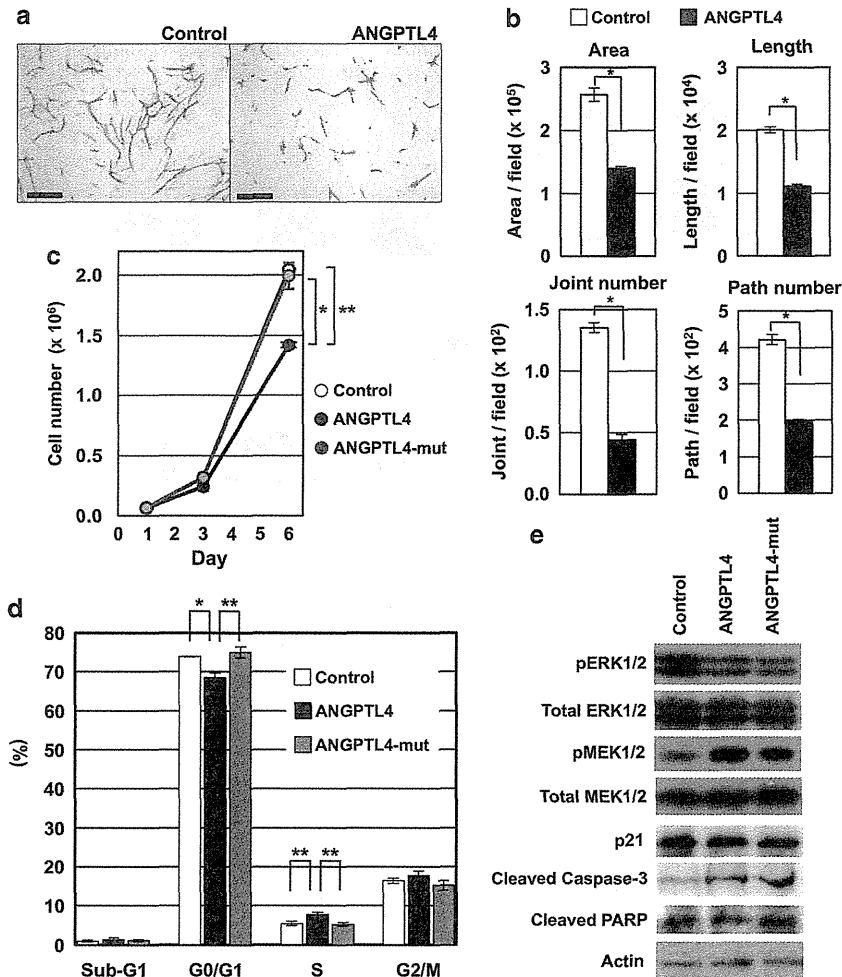 a
Control ANGPTL4
b
Control ANGPTL4
Area
Area / field (x 10⁵)
3
2
1
0
*
Length
Length / field (x 10⁴)
3
2
1
0
*
Joint number
Joint / field (x 10²)
1.5
1.0
0.5
0.0
*
Path number
Path / field (x 10²)
4
2
2
1
0
*
c
Cell number (x 10⁶)
2.0
1.5
1.0
0.5
0.0
0 1 2 3 4 5 6
Day
* **
Control
ANGPTL4
ANGPTL4-mut
d
(%)
80
70
60
50
40
30
20
10
0
* **
** **
Control
ANGPTL4
ANGPTL4-mut
Sub-G1 G0/G1 S G2/M
e
Control ANGPTL4 ANGPTL4-mut
pERK1/2
Total ERK1/2
pMEK1/2
Total MEK1/2
p21
Cleaved Caspase-3
Cleaved PARP
Actin